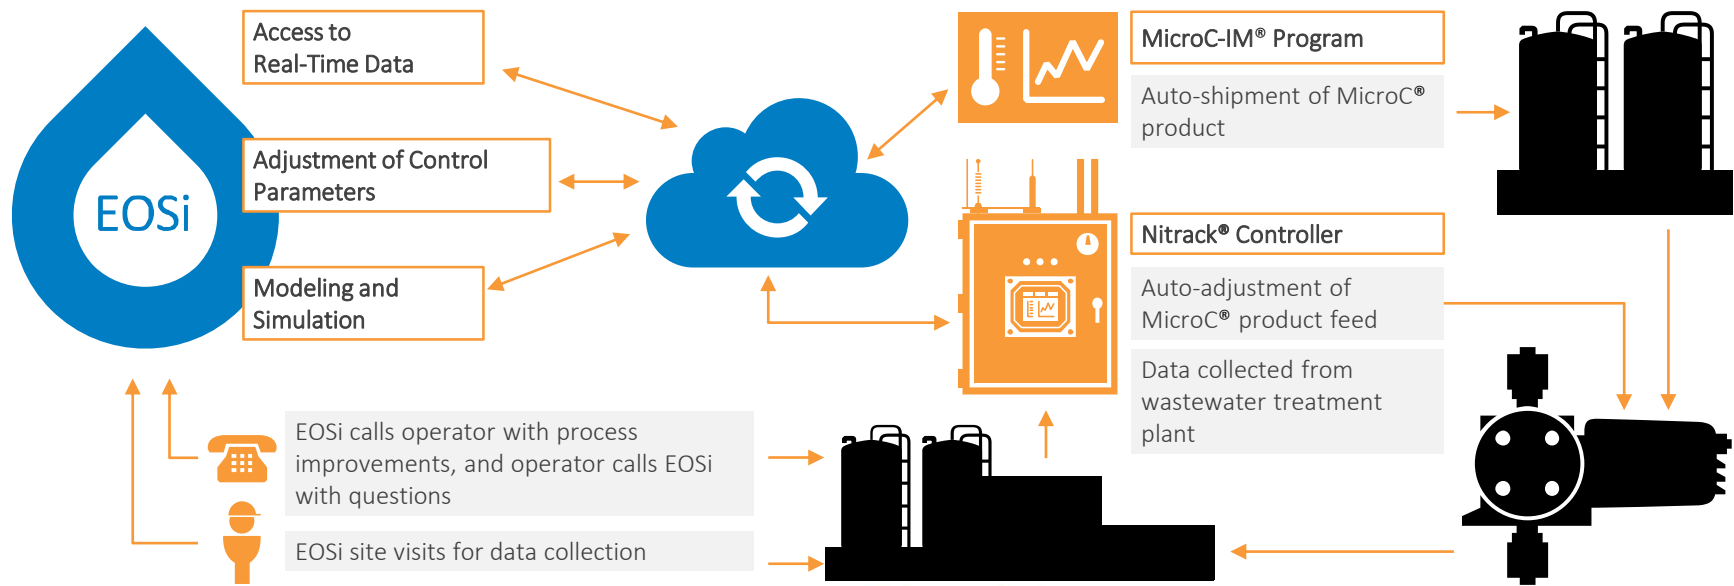 EOSi
Access to
Real-Time Data
Adjustment of Control
Parameters
Modeling and
Simulation
MicroC-IM® Program
Auto-shipment of MicroC®
product
Nitrack® Controller
Auto-adjustment of
MicroC® product feed
Data collected from
wastewater treatment
plant
EOSi calls operator with process
improvements, and operator calls EOSi
with questions
EOSi site visits for data collection